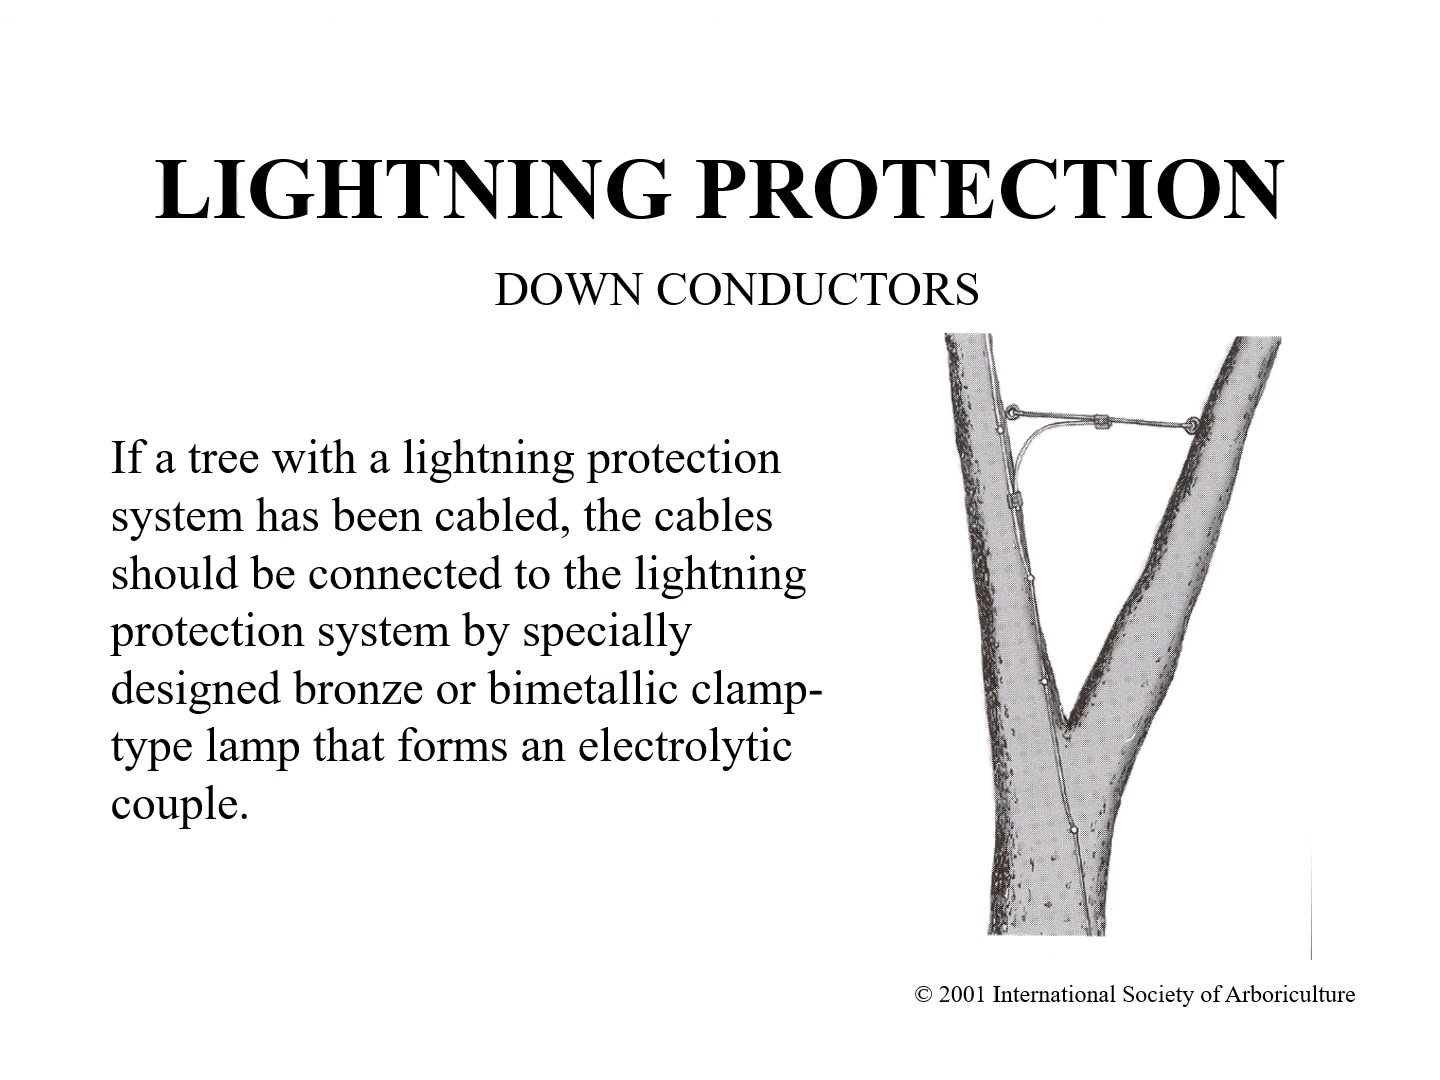 LIGHTNING PROTECTION
DOWN CONDUCTORS
If a tree with a lightning protection
system has been cabled, the cables
should be connected to the lightning
protection system by specially
designed bronze or bimetallic clamp-
type lamp that forms an electrolytic
couple.
© 2001 International Society of Arboriculture